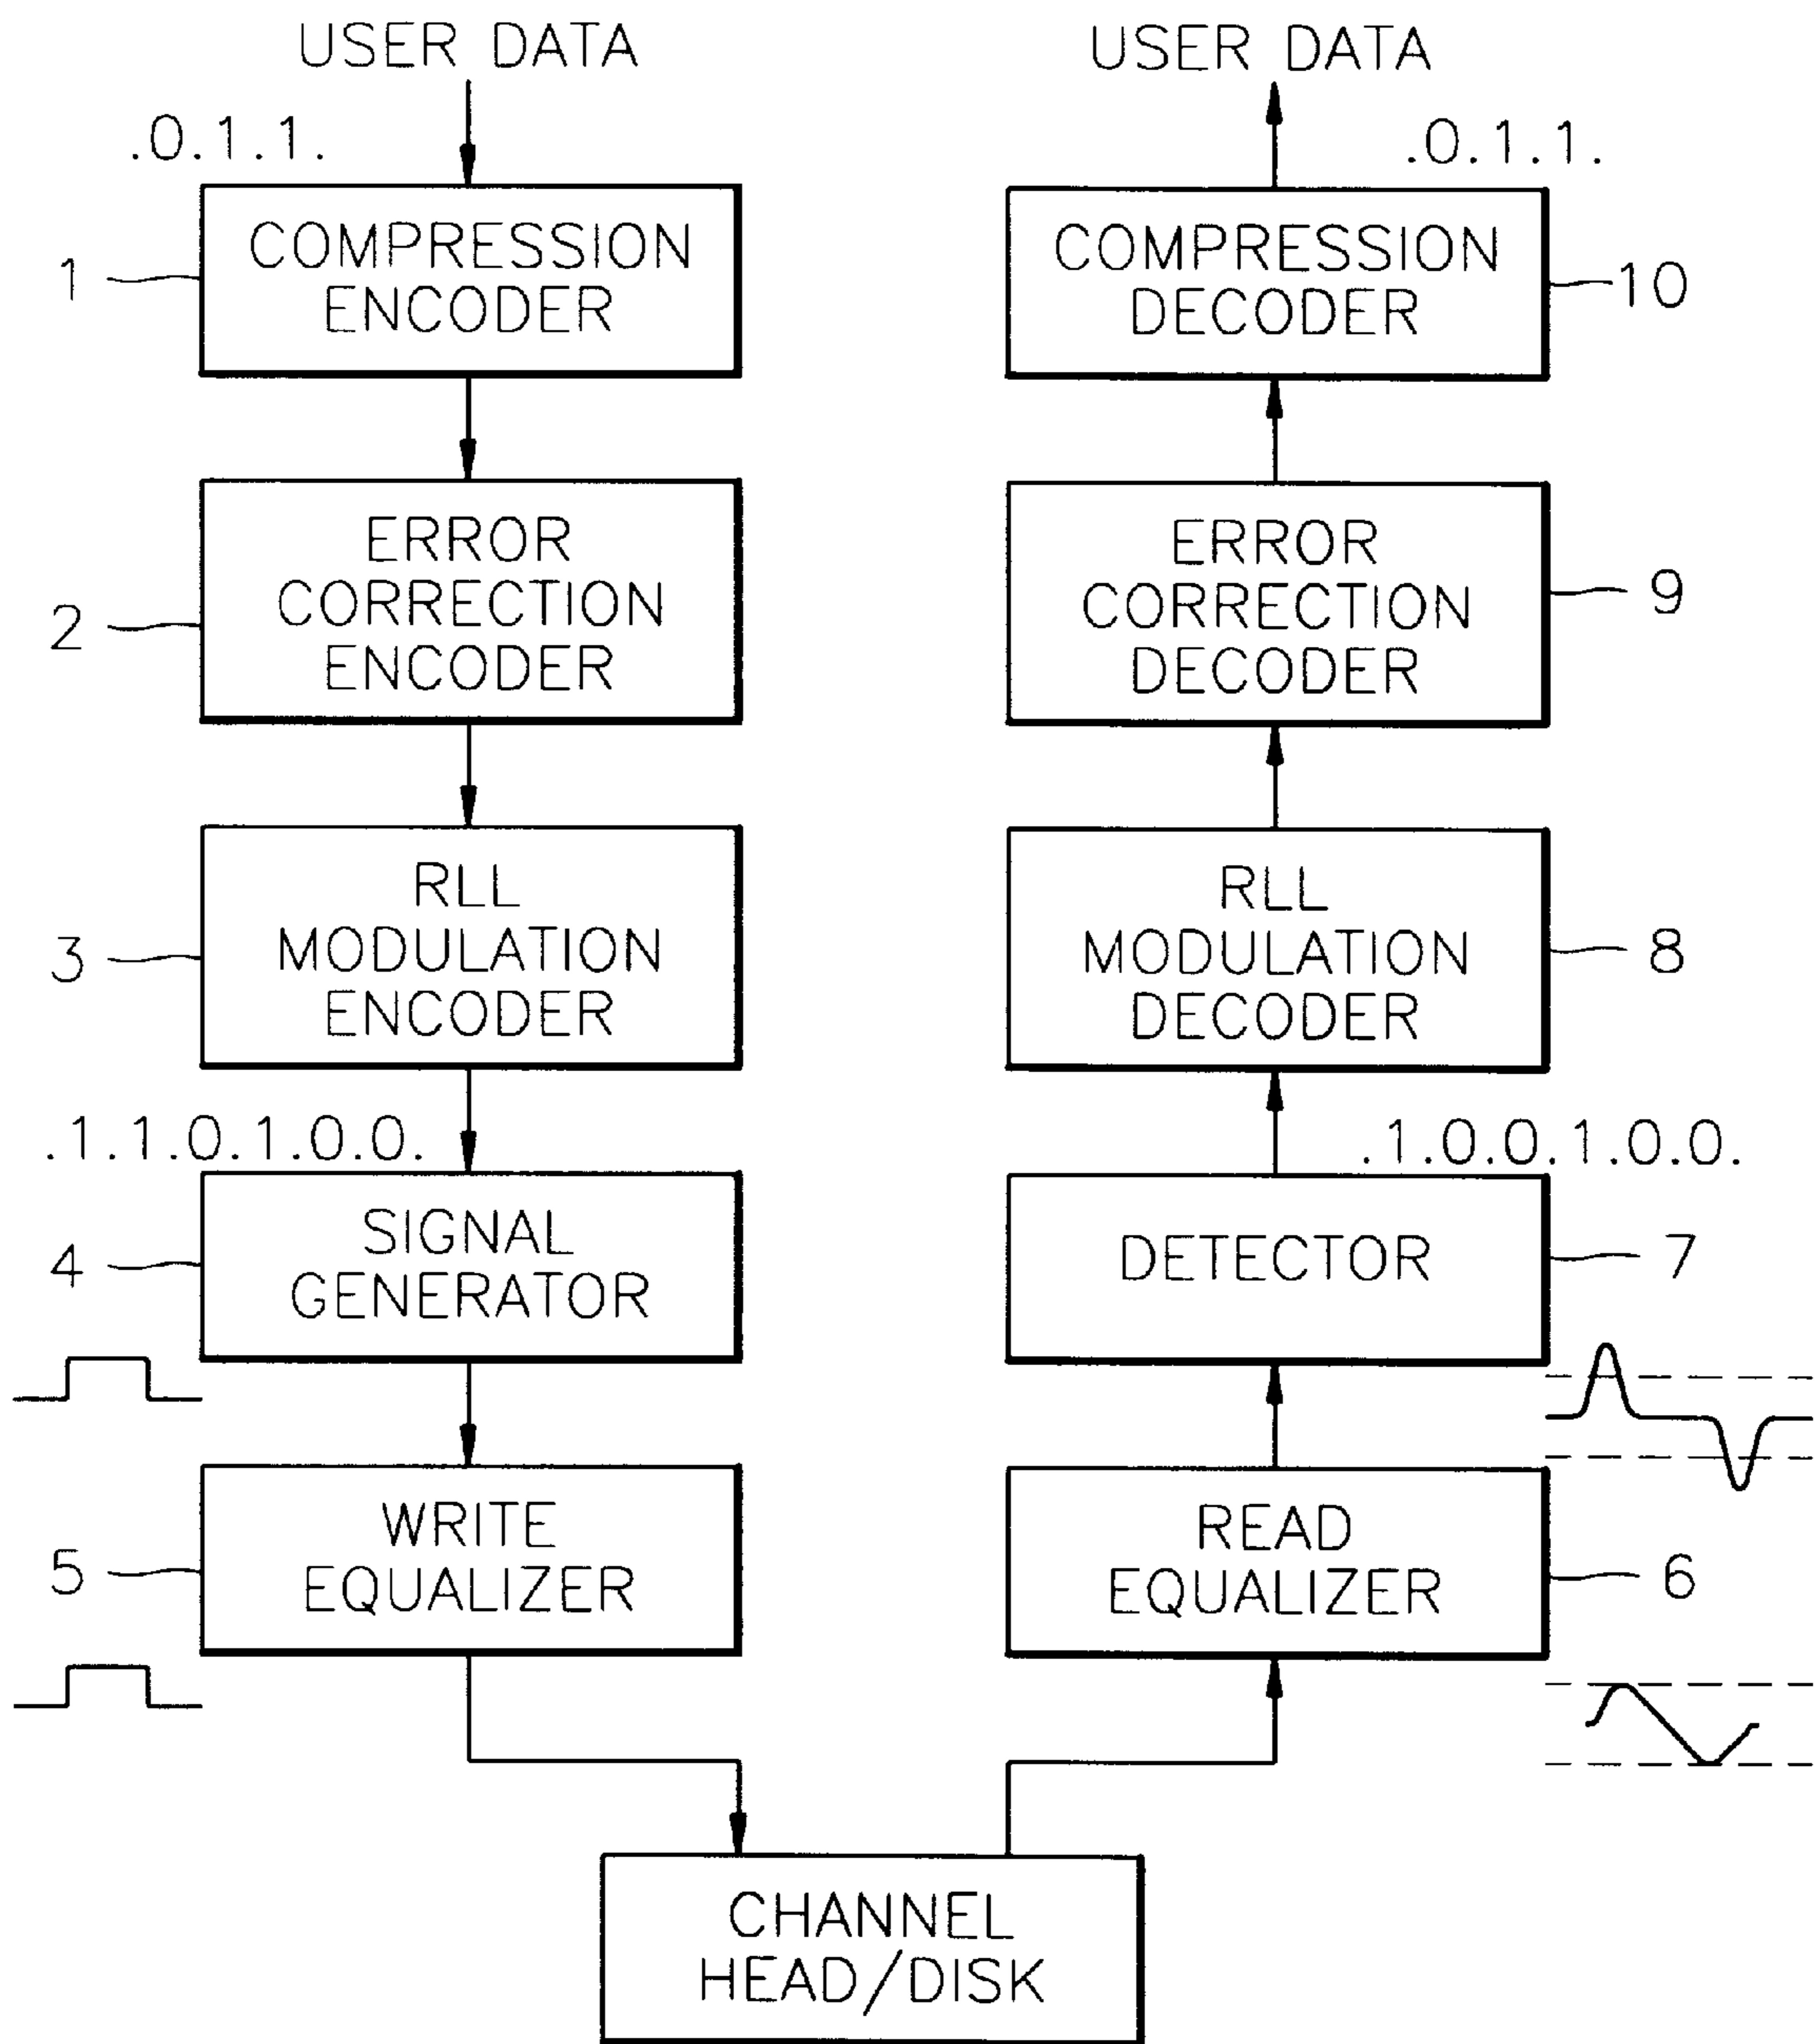 USER DATA
.0.1.1.
COMPRESSION
ENCODER
1
ERROR
CORRECTION
ENCODER
2
RLL
MODULATION
ENCODER
3
.1.1.0.1.0.0.
SIGNAL
GENERATOR
4
WRITE
EQUALIZER
5
CHANNEL
HEAD/DISK
READ
EQUALIZER
6
DETECTOR
7
.1.0.0.1.0.0.
RLL
MODULATION
DECODER
8
ERROR
CORRECTION
DECODER
9
COMPRESSION
DECODER
10
.0.1.1.
USER DATA